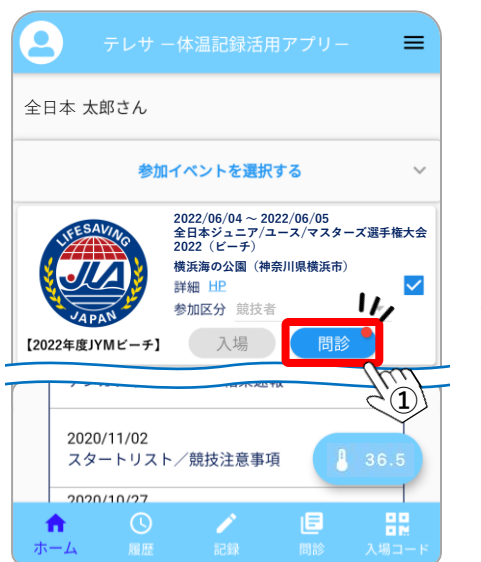 テレサ ー体温記録活用アプリー
全日本 太郎さん
参加イベントを選択する
LIFESAVING
JLA
JAPAN
2022/06/04 ~ 2022/06/05
全日本ジュニア/ユース/マスターズ選手権大会
2022（ビーチ）
横浜海の公園（神奈川県横浜市）
詳細 HP
参加区分 競技者
【2022年度JYMビーチ】
入場
問診
①
2020/11/02
スタートリスト／競技注意事項
36.5
2020/10/27
ホーム
履歴
記録
問診
入場コード